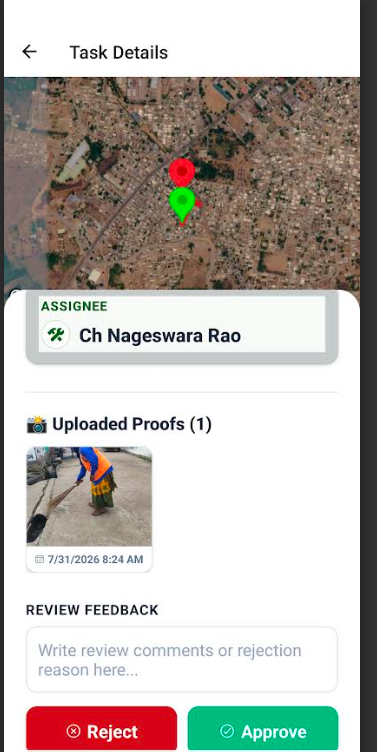 Task Details
ASSIGNEE
Ch Nageswara Rao
Uploaded Proofs (1)
7/31/2026 8:24 AM
REVIEW FEEDBACK
Write review comments or rejection
reason here...
Reject
Approve